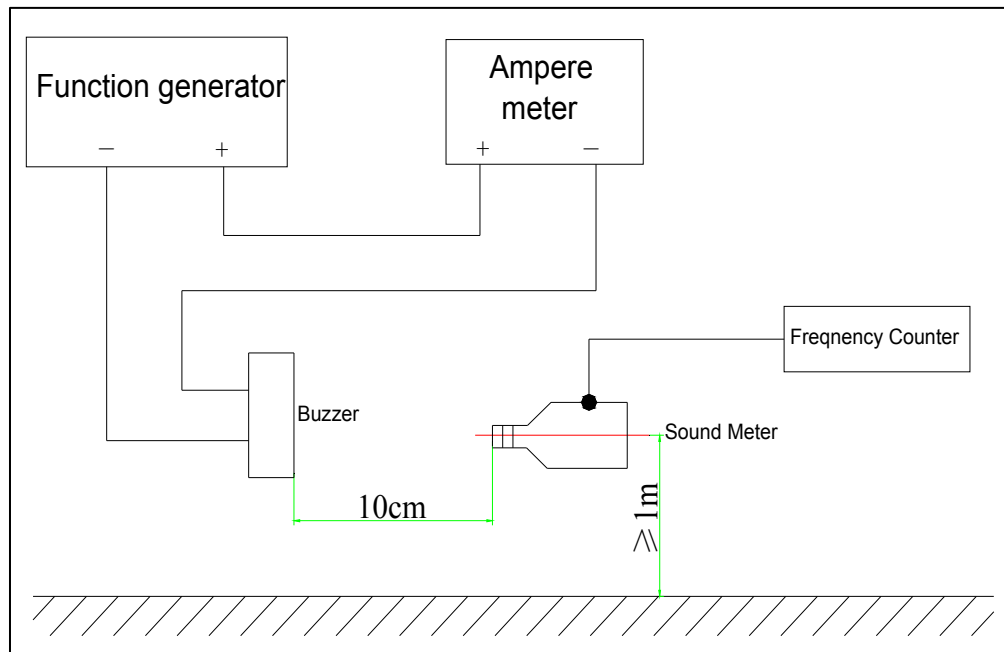 Function generator
— +
Ampere
meter
+ —
Freqnency Counter
Buzzer
Sound Meter
10cm
≥1m